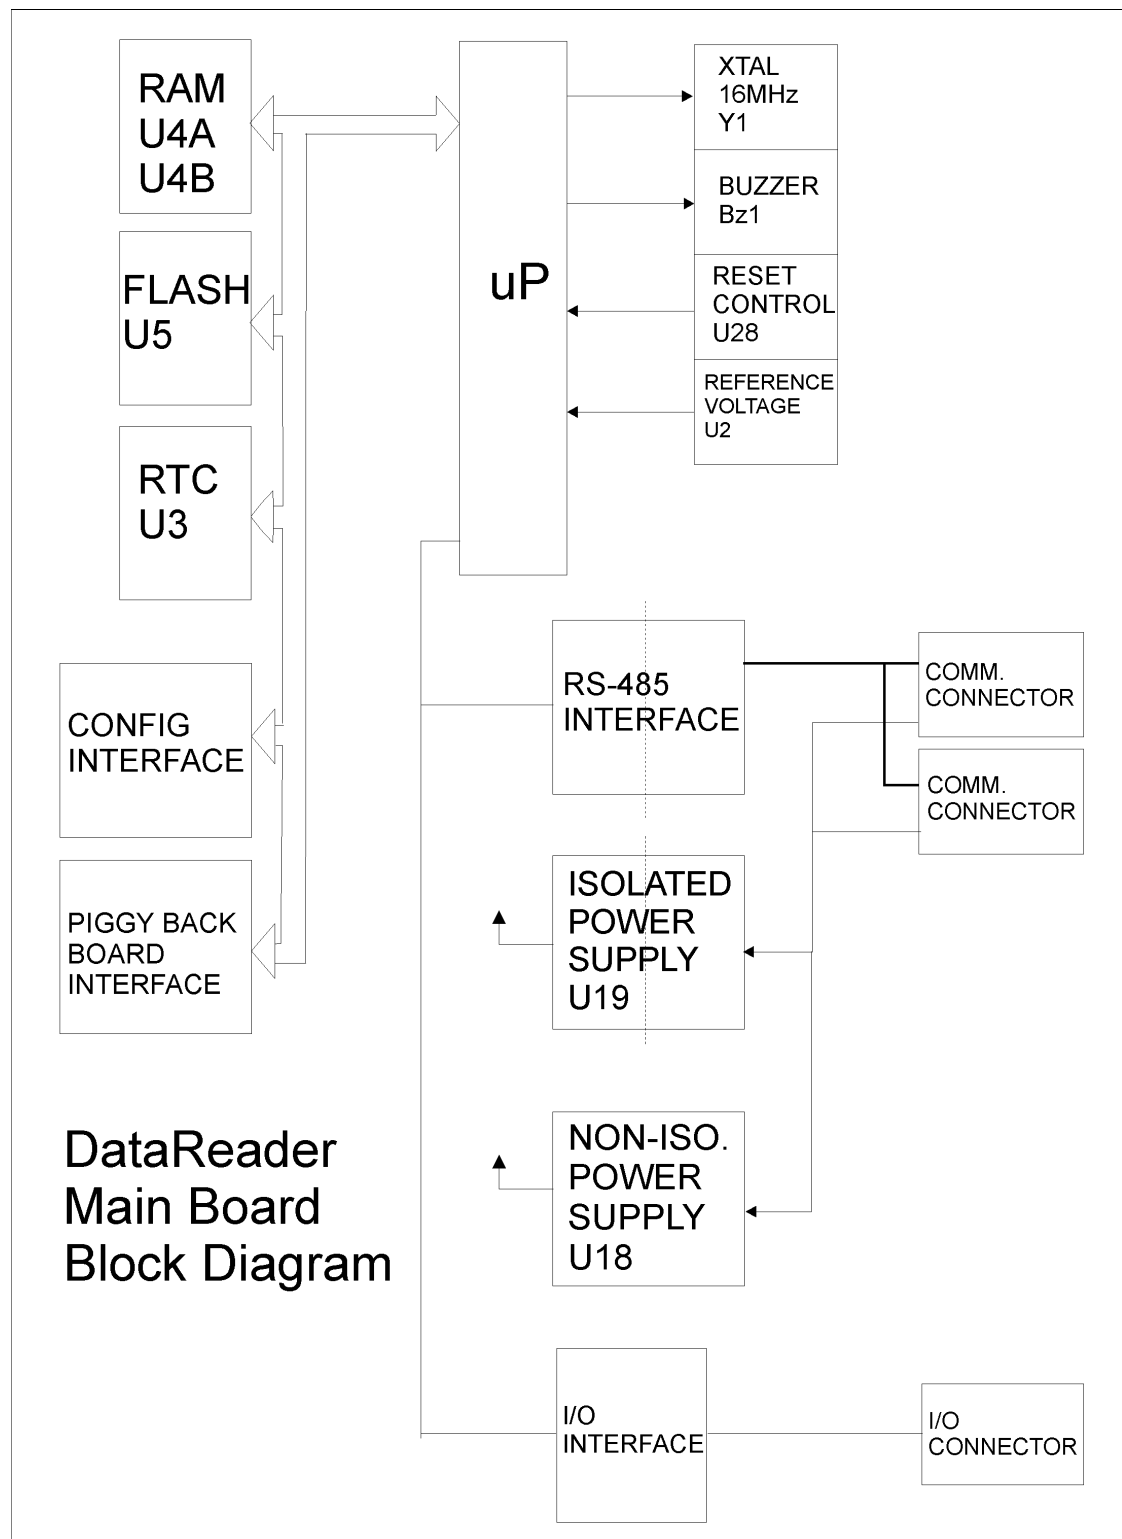 RAM
U4A
U4B
FLASH
U5
RTC
U3
CONFIG
INTERFACE
PIGGY BACK
BOARD
INTERFACE
uP
XTAL
16MHz
Y1
BUZZER
Bz1
RESET
CONTROL
U28
REFERENCE
VOLTAGE
U2
RS-485
INTERFACE
COMM.
CONNECTOR
COMM.
CONNECTOR
ISOLATED
POWER
SUPPLY
U19
NON-ISO.
POWER
SUPPLY
U18
DataReader
Main Board
Block Diagram
I/O
INTERFACE
I/O
CONNECTOR